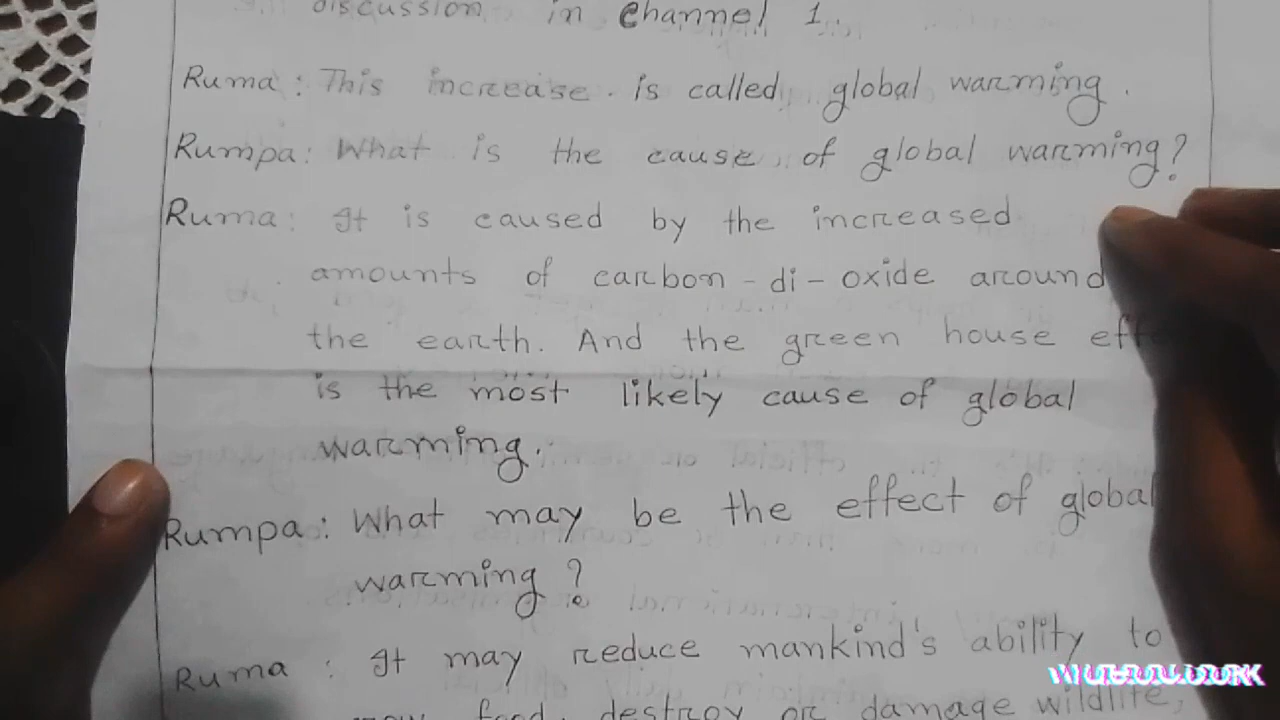 discussion in channel 1.
Ruma: This increase is called global warming.
Rumpa: What is the cause of global warming?
Ruma: It is caused by the increased
amounts of carbon-di-oxide around
the earth. And the green house eff
is the most likely cause of global
warming.
Rumpa: What may be the effect of global
warming?
Ruma: It may reduce mankind's ability to
food, destroy or damage wildlife,